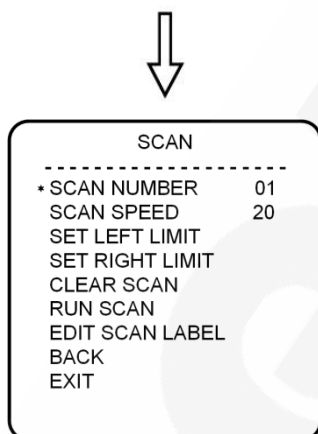 SCAN
------------------------
* SCAN NUMBER 01
SCAN SPEED 20
SET LEFT LIMIT
SET RIGHT LIMIT
CLEAR SCAN
RUN SCAN
EDIT SCAN LABEL
BACK
EXIT